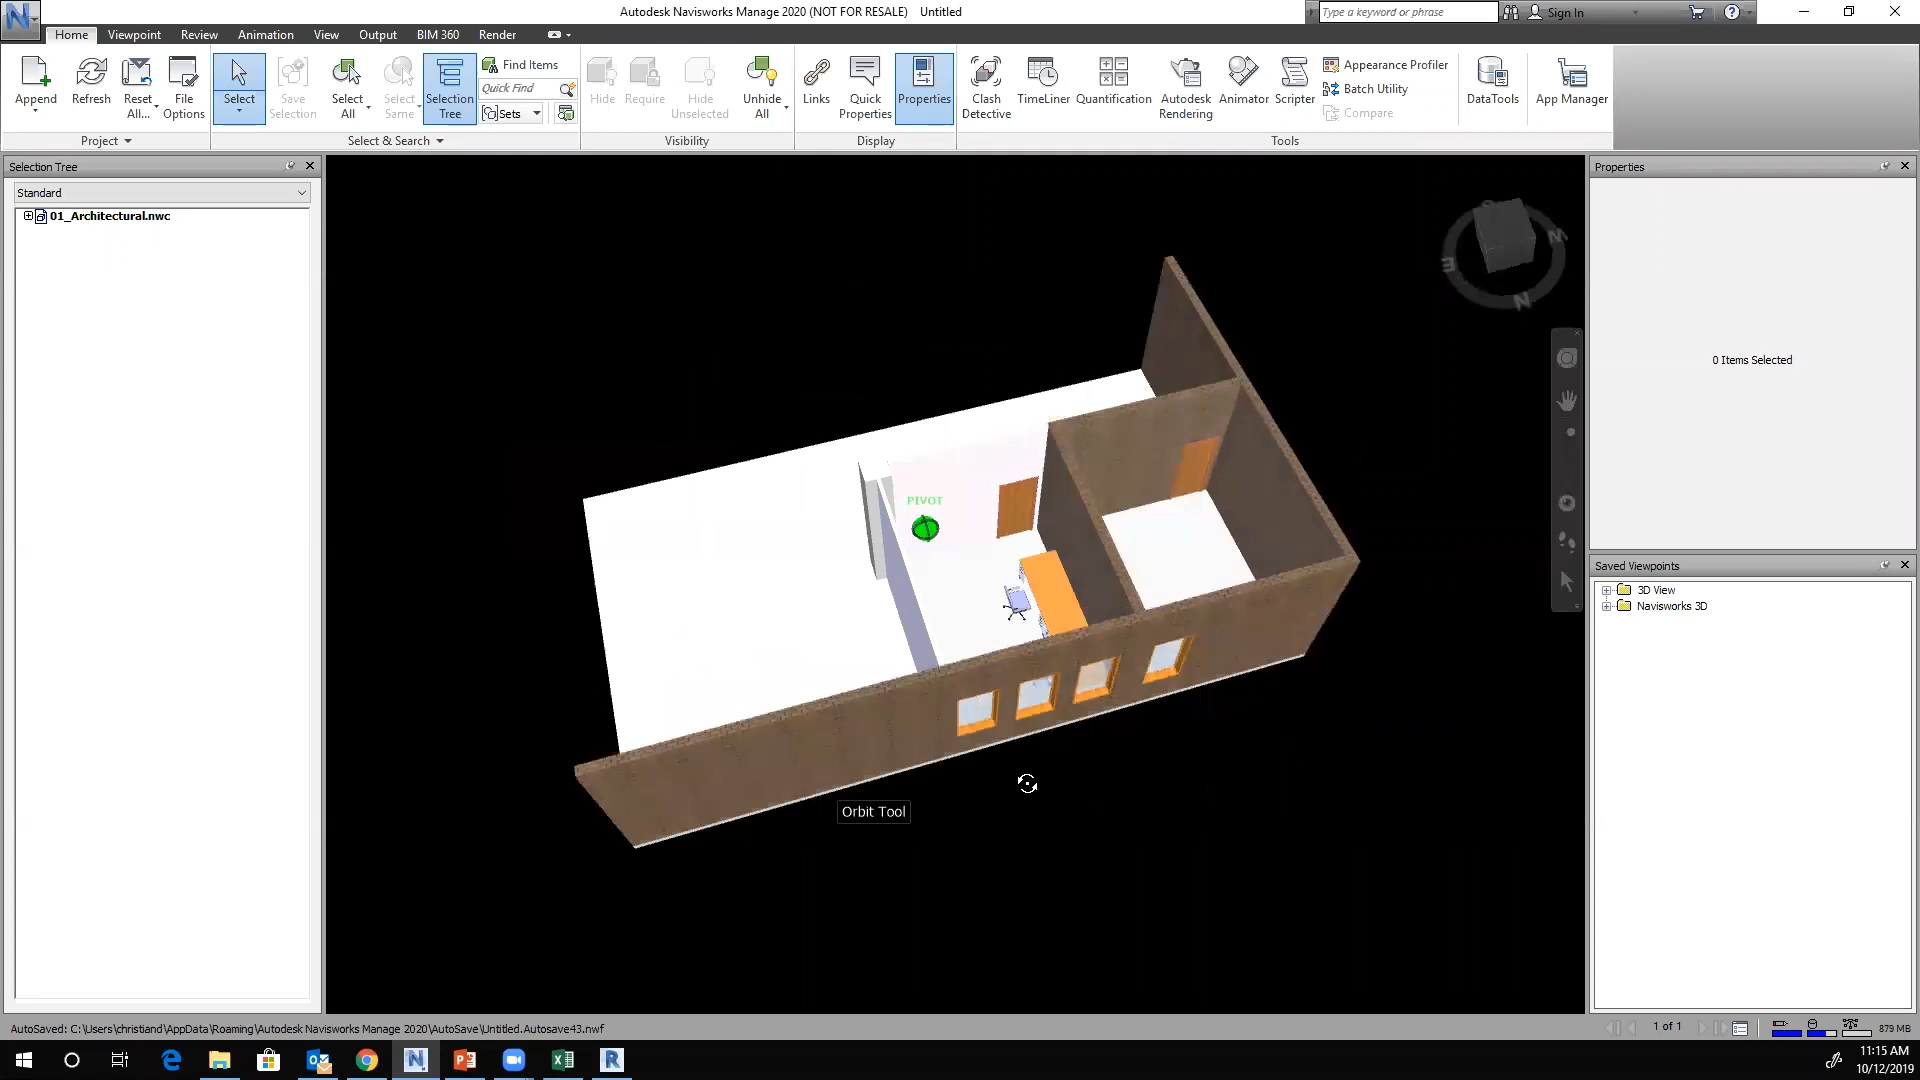 Autodesk Navisworks Manage 2020 (NOT FOR RESALE) Untitled
Type a keyword or phrase
Sign In
Home Viewpoint Review Animation View Output BIM 360 Render
Append
Refresh
Reset All...
File Options
Project
Select
Save Selection
Select All
Select Same
Selection Tree
Find Items
Quick Find
Sets
Select & Search
Hide
Require
Hide Unselected
Unhide All
Visibility
Links
Quick Properties
Properties
Display
Clash Detective
TimeLiner
Quantification
Autodesk Rendering
Animator
Scripter
Appearance Profiler
Batch Utility
Compare
Tools
DataTools
App Manager
Selection Tree
Standard
01_Architectural.nwc
PIVOT
Orbit Tool
E
N
W
Properties
0 Items Selected
Saved Viewpoints
3D View
Navisworks 3D
AutoSaved: C:\Users\christiand\AppData\Roaming\Autodesk Navisworks Manage 2020\AutoSave\Untitled.Autosave43.nwf
1 of 1
879 MB
11:15 AM
10/12/2019